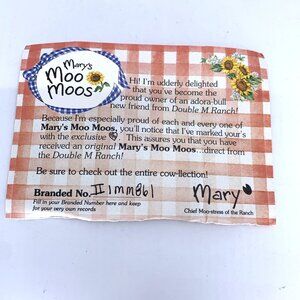 Mary's
Moo
Moos
Hi! I'm udderly delighted
that you've become the
proud owner of an adora-bull
new friend from Double M Ranch!
Because I'm especially proud of each and every one of
Mary's Moo Moos, you'll notice that I've marked your's
with the exclusive. This assures you that you have
received an original Mary's Moo Moos...direct from
the Double M Ranch!
Be sure to check out the entire cow-llection!
Branded No. II1mm861
Fill in your Branded Number here and keep
for your very own records
Mary
Chief Moo-stress of the Ranch